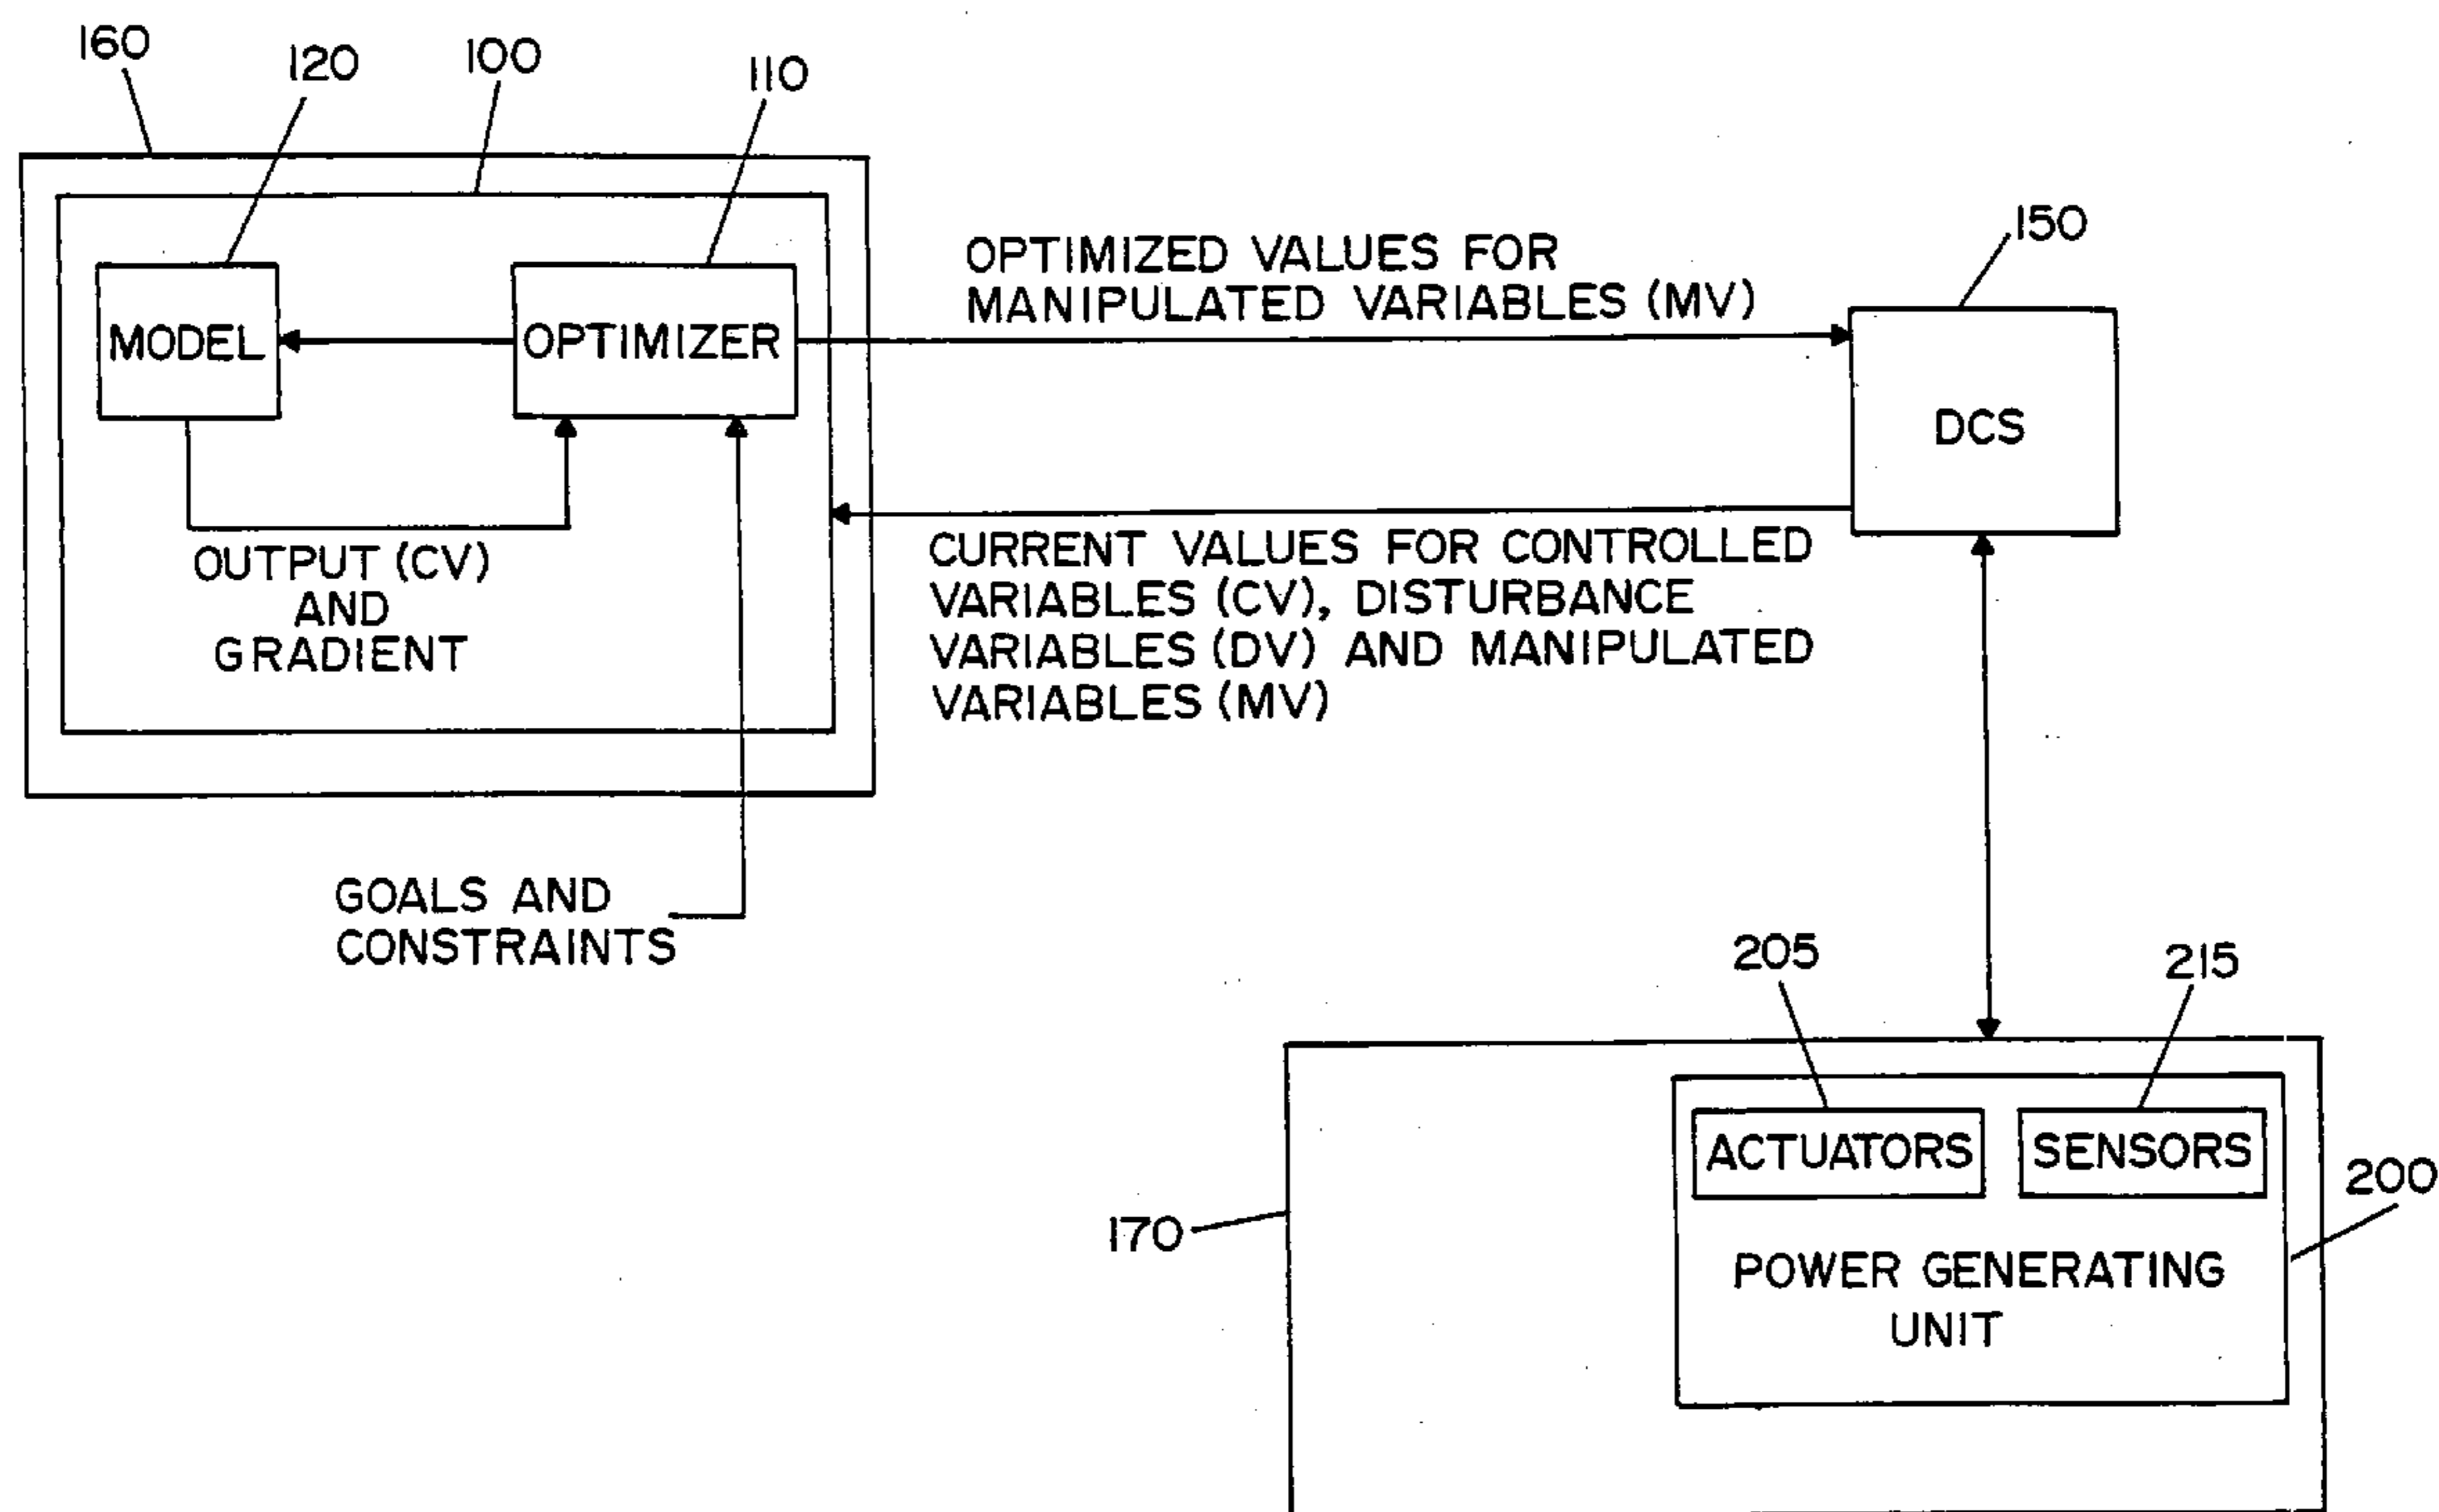 160
120
100
110
MODEL
OPTIMIZER
OUTPUT (CV)
AND
GRADIENT
GOALS AND
CONSTRAINTS
OPTIMIZED VALUES FOR
MANIPULATED VARIABLES (MV)
150
DCS
CURRENT VALUES FOR CONTROLLED
VARIABLES (CV), DISTURBANCE
VARIABLES (DV) AND MANIPULATED
VARIABLES (MV)
205
215
ACTUATORS
SENSORS
200
170
POWER GENERATING
UNIT